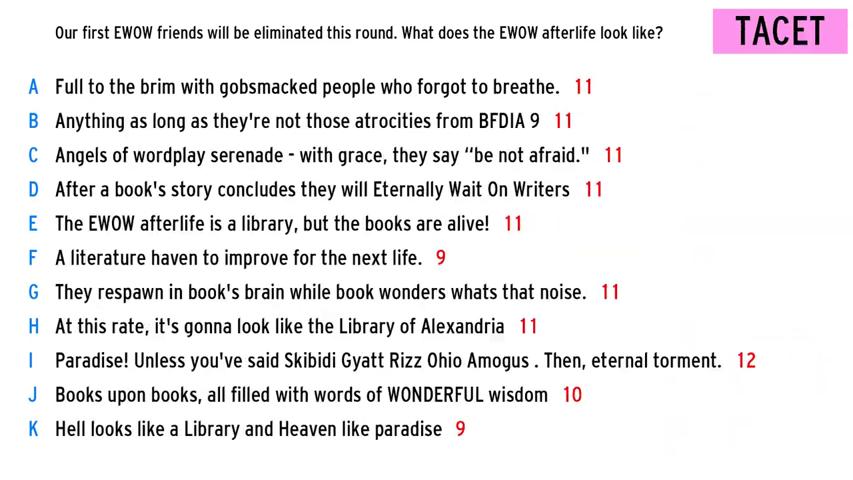 Our first EWOW friends will be eliminated this round. What does the EWOW afterlife look like?
TACET
A Full to the brim with gobsmacked people who forgot to breathe. 11
B Anything as long as they're not those atrocities from BFDIA 9 11
C Angels of wordplay serenade - with grace, they say “be not afraid." 11
D After a book's story concludes they will Eternally Wait On Writers 11
E The EWOW afterlife is a library, but the books are alive! 11
F A literature haven to improve for the next life. 9
G They respawn in book's brain while book wonders whats that noise. 11
H At this rate, it's gonna look like the Library of Alexandria 11
I Paradise! Unless you've said Skibidi Gyatt Rizz Ohio Amogus . Then, eternal torment. 12
J Books upon books, all filled with words of WONDERFUL wisdom 10
K Hell looks like a Library and Heaven like paradise 9